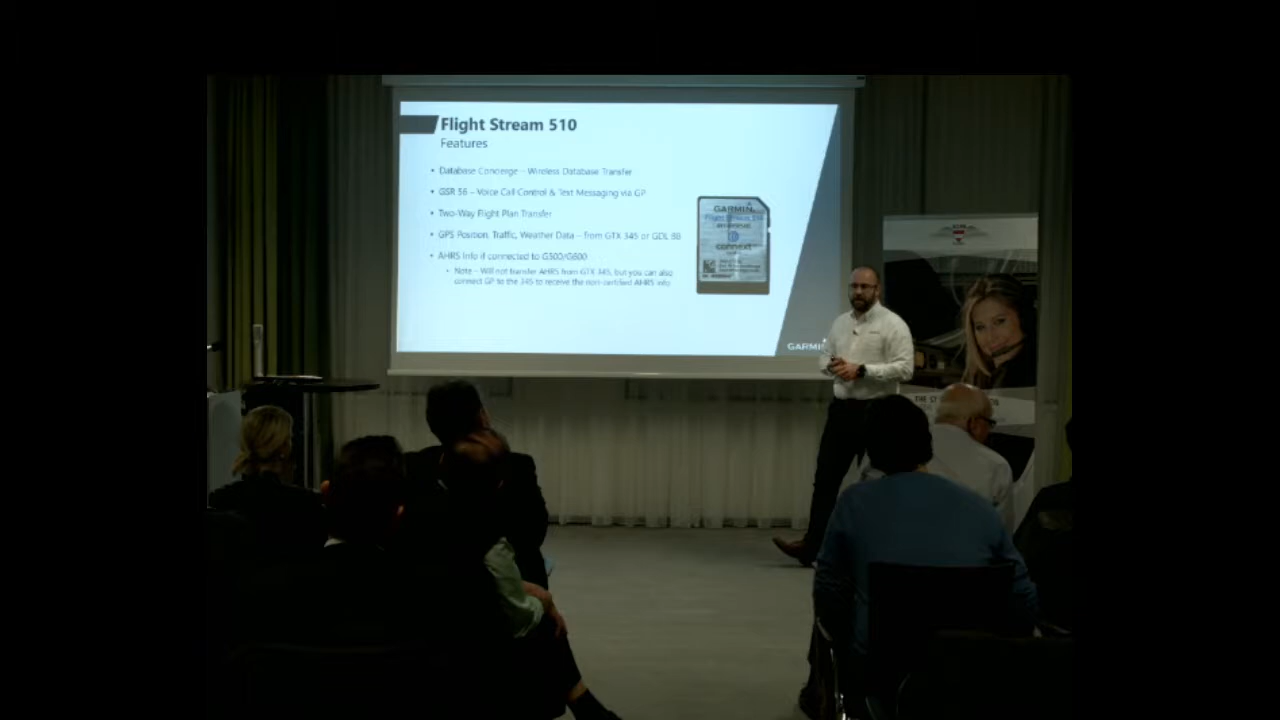 Flight Stream 510
Features
• Database Concierge – Wireless Database Transfer
• GSR 56 – Voice Call Control & Text Messaging via GP
• Two-Way Flight Plan Transfer
• GPS Position, Traffic, Weather Data – from GTX 345 or GDL 88
• AHRS Info if connected to G500/G600
• Note – Will not transfer AHRS from GTX 345, but you can also
connect GP to the 345 to receive the non-certified AHRS info
GARMIN
Flight Stream 510
connext
GARMI
THE